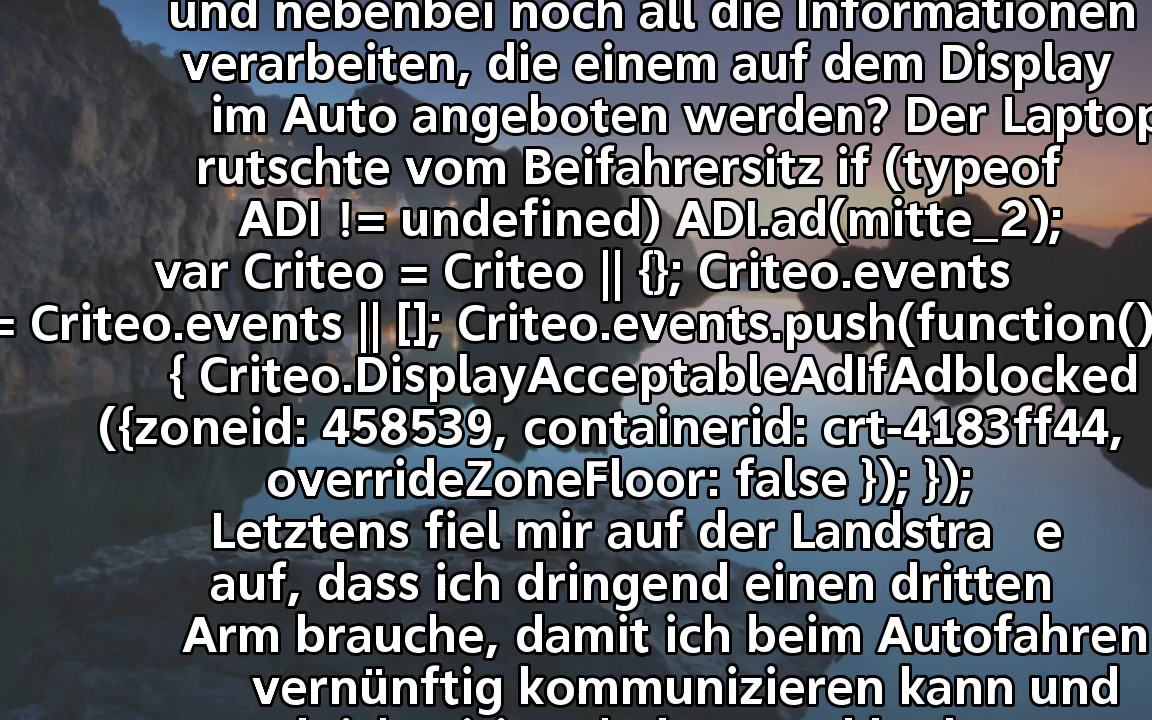 und nebenbei noch all die Informationen
verarbeiten, die einem auf dem Display
im Auto angeboten werden? Der Laptop
rutschte vom Beifahrersitz if (typeof
ADI != undefined) ADI.ad(mitte_2);
var Criteo = Criteo || {}; Criteo.events
= Criteo.events || []; Criteo.events.push(function()
{ Criteo.DisplayAcceptableAdIfAdblocked
({zoneid: 458539, containerid: crt-4183ff44,
overrideZoneFloor: false }); });
Letztens fiel mir auf der Landstra e
auf, dass ich dringend einen dritten
Arm brauche, damit ich beim Autofahren
vernünftig kommunizieren kann und